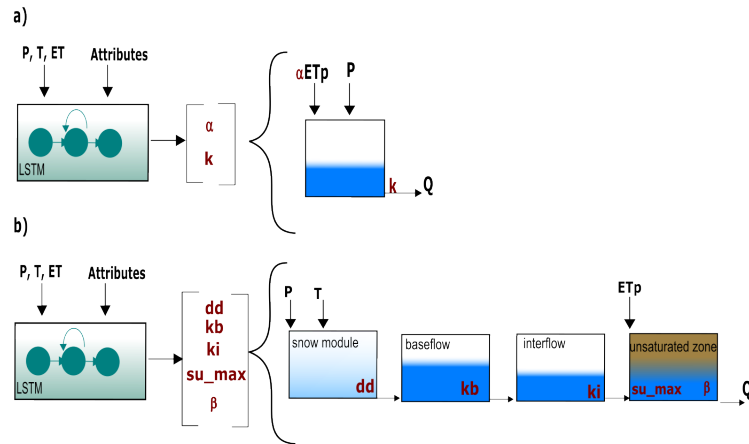 a)
P, T, ET
Attributes
LSTM
α
k
αETp
P
k
Q
b)
P, T, ET
Attributes
LSTM
dd
kb
ki
su_max
β
P
T
snow module
dd
baseflow
kb
interflow
ki
ETp
unsaturated zone
su_max
β
Q